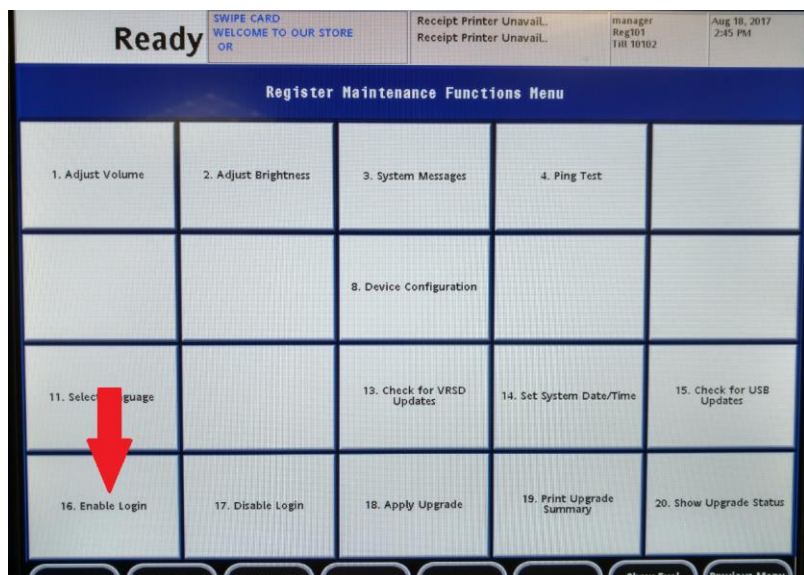 Ready
SWIPE CARD
WELCOME TO OUR STORE
OR
Receipt Printer Unavail..
Receipt Printer Unavail..
manager
Reg101
Till 10102
Aug 18, 2017
2:45 PM
Register Maintenance Functions Menu
1. Adjust Volume
2. Adjust Brightness
3. System Messages
4. Ping Test
8. Device Configuration
11. Select guage
13. Check for VRSD
Updates
14. Set System Date/Time
15. Check for USB
Updates
16. Enable Login
17. Disable Login
18. Apply Upgrade
19. Print Upgrade
Summary
20. Show Upgrade Status
Previous Menu